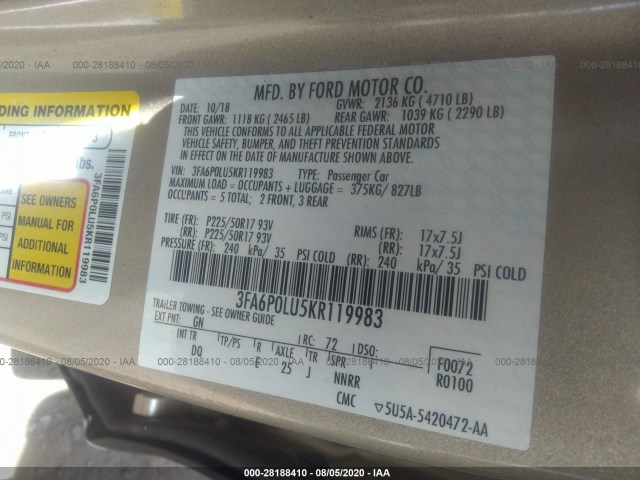 000-28188410 - 08/05/2020 - IAA
MFD. BY FORD MOTOR CO.
DATE: 10/18 GVWR: 2136 KG ( 4710 LB)
FRONT GAWR: 1118 KG ( 2465 LB) REAR GAWR: 1039 KG ( 2290 LB)
THIS VEHICLE CONFORMS TO ALL APPLICABLE FEDERAL MOTOR
VEHICLE SAFETY, BUMPER, AND THEFT PREVENTION STANDARDS
IN EFFECT ON THE DATE OF MANUFACTURE SHOWN ABOVE.
VIN: 3FA6P0LU5KR119983 TYPE: Passenger Car
MAXIMUM LOAD = OCCUPANTS + LUGGAGE = 375KG/ 827LB
OCCUPANTS = 5 TOTAL; 2 FRONT, 3 REAR
TIRE (FR): P225/50R17 93V RIMS (FR): 17x7.5J
(RR): P225/50R17 93V (RR): 17x7.5J
PRESSURE (FR): 240 kPa/ 35 PSI COLD (RR): 240 kPa/ 35 PSI COLD
3FA6P0LU5KR119983
TRAILER TOWING - SEE OWNER GUIDE
EXT PNT: GN RC: 72 DSO: F0072
R0100
INT TR TP/PS R AXLE TR SPR
DQ E 25 J NNRR
CMC ▽5U5A-5420472-AA
DING INFORMATION
FRONT
lbs.
PSI
PSI
SEE OWNERS
MANUAL FOR
ADDITIONAL
INFORMATION
3FA6P0LU5KR119983
000-28188410 - 08/05/2020 - IAA